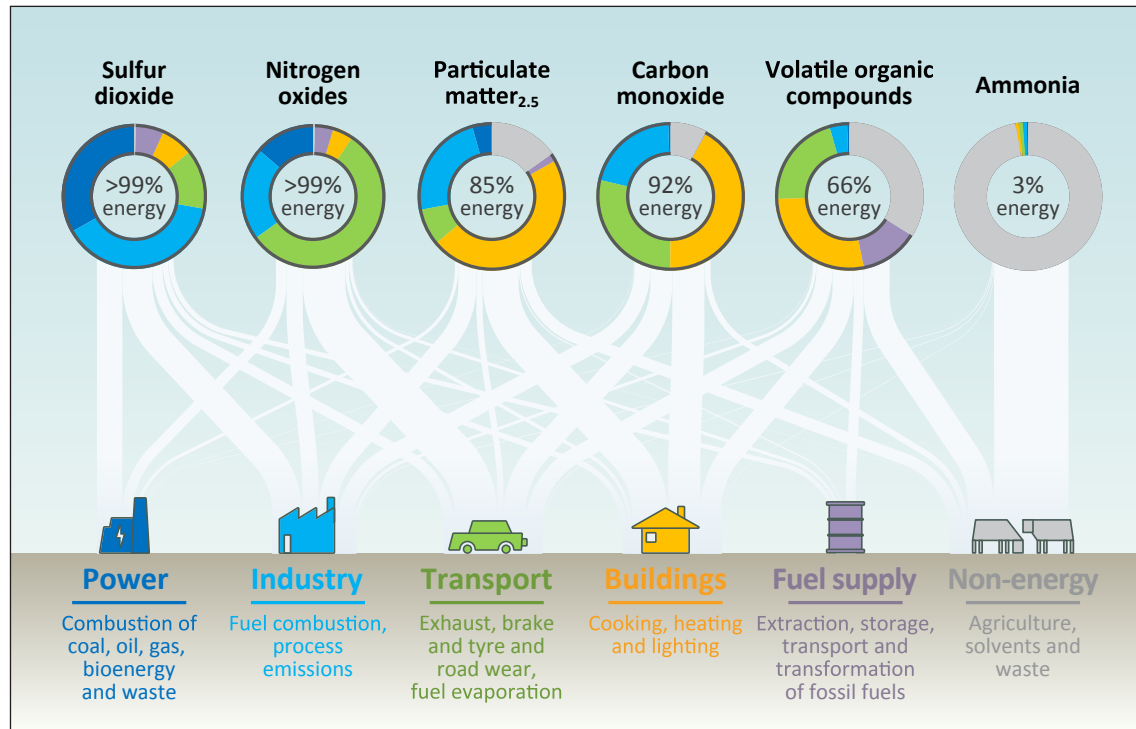 Sulfur
dioxide
Nitrogen
oxides
Particulate
matter2.5
Carbon
monoxide
Volatile organic
compounds
Ammonia
>99%
energy
>99%
energy
85%
energy
92%
energy
66%
energy
3%
energy
Power
Combustion of
coal, oil, gas,
bioenergy
and waste
Industry
Fuel combustion,
process
emissions
Transport
Exhaust, brake
and tyre and
road wear,
fuel evaporation
Buildings
Cooking, heating
and lighting
Fuel supply
Extraction, storage,
transport and
transformation
of fossil fuels
Non-energy
Agriculture,
solvents and
waste